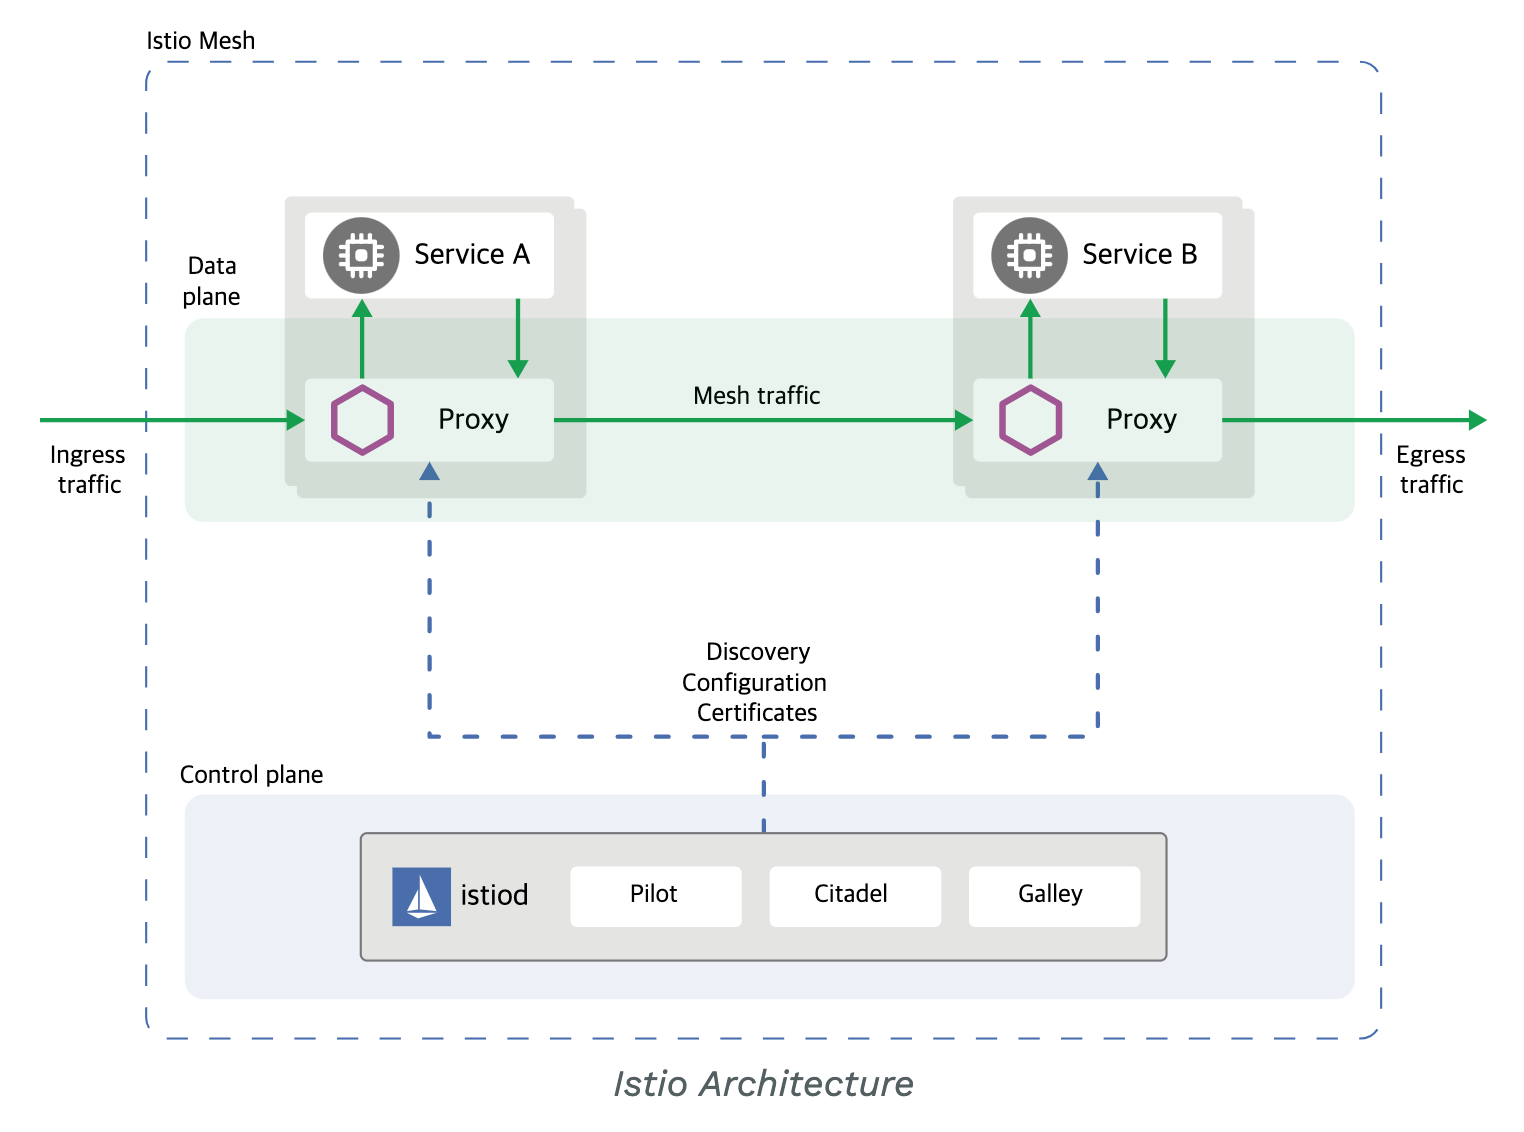 Istio Mesh
Service A
Service B
Data
plane
Mesh traffic
Proxy
Proxy
Ingress
traffic
Egress
traffic
Discovery
Configuration
Certificates
Control plane
istiod
Pilot
Citadel
Galley
Istio Architecture